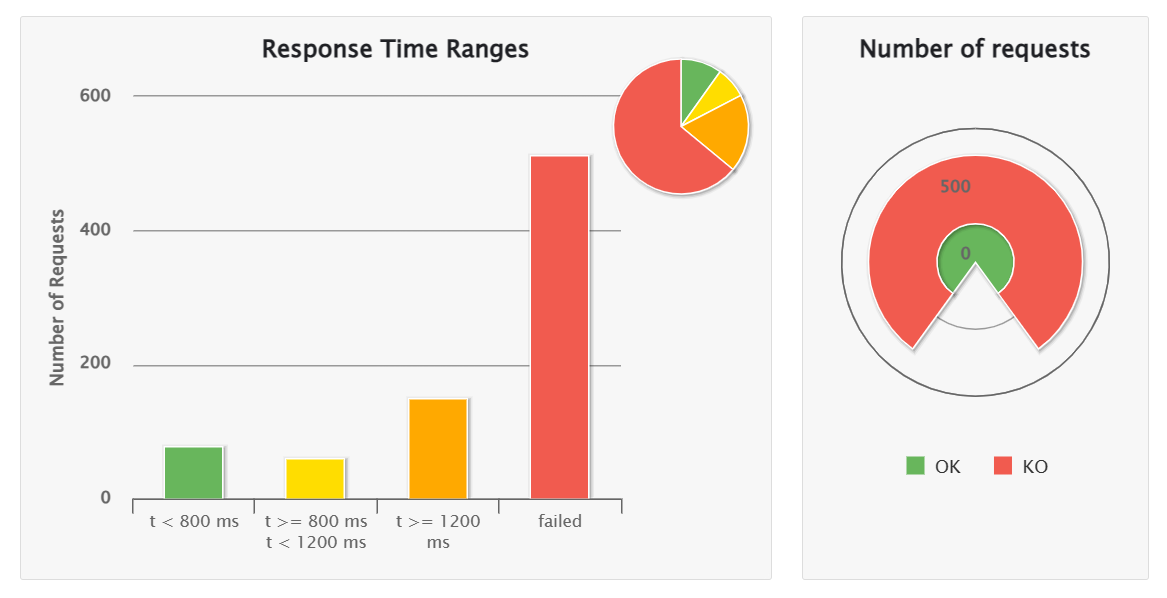 Response Time Ranges
Number of Requests
600
400
200
0
t < 800 ms
t >= 800 ms
t < 1200 ms
t >= 1200
ms
failed
Number of requests
500
0
OK
KO